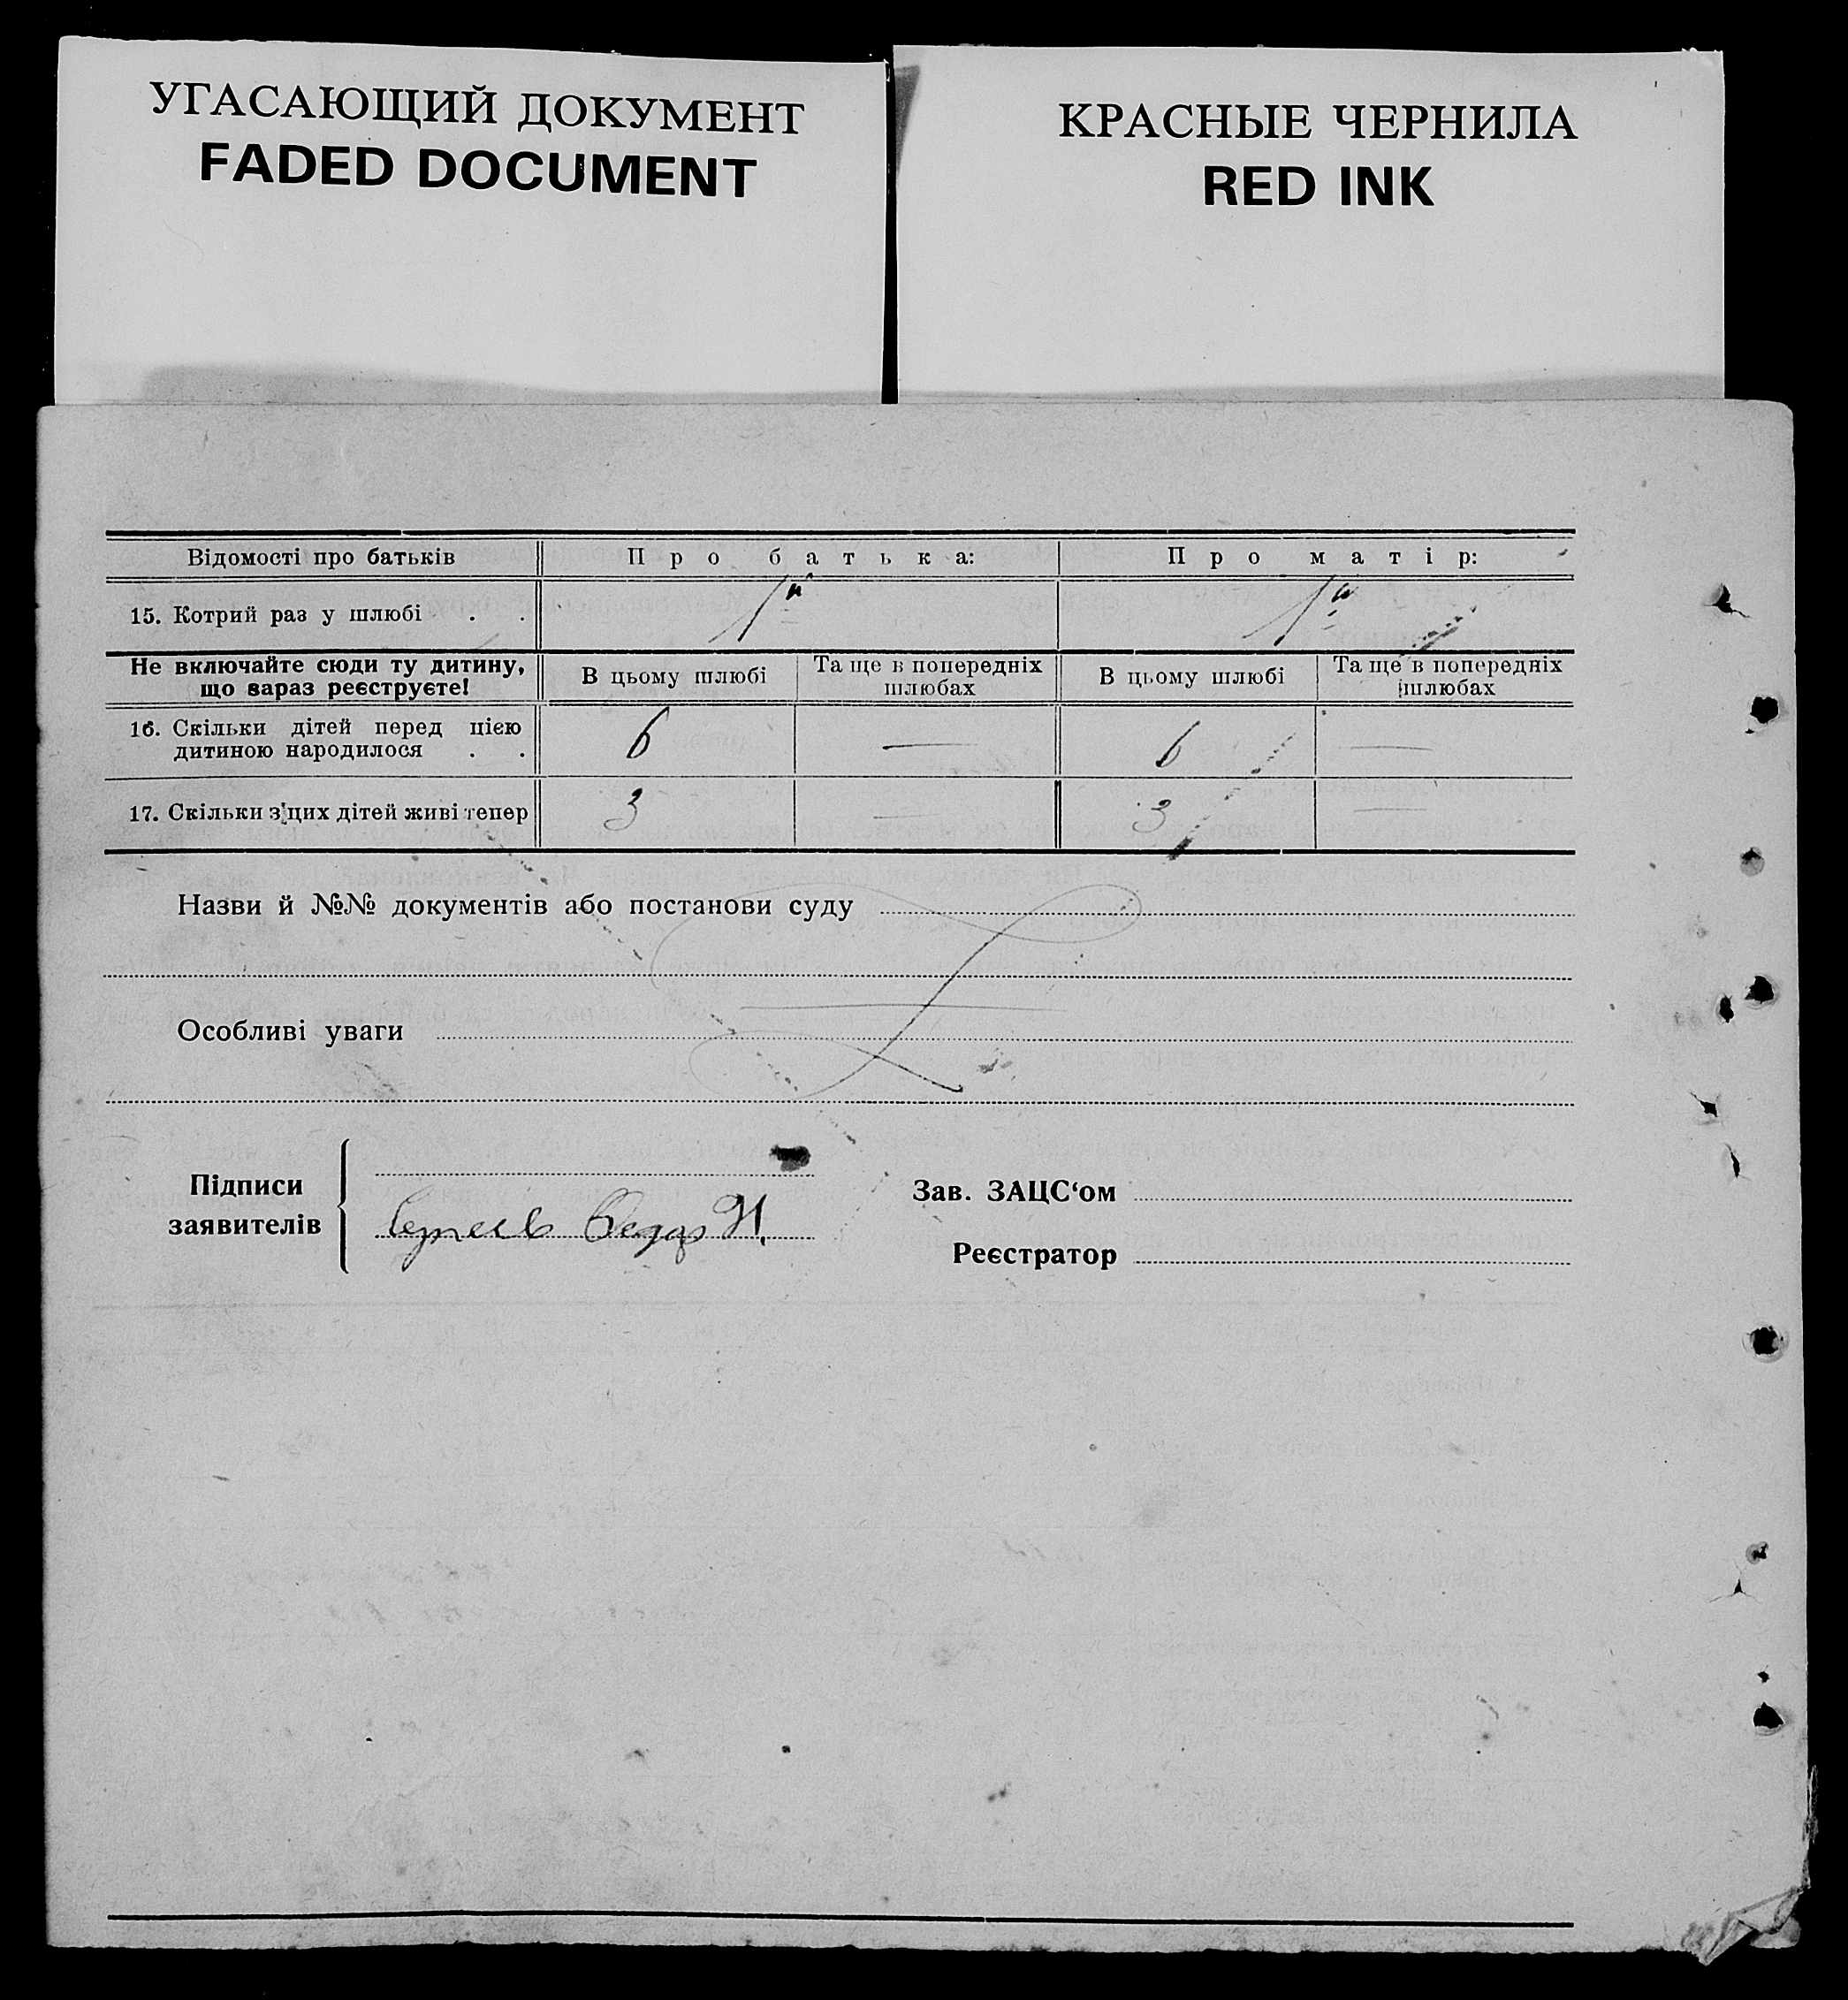 УГАСАЮЩИЙ ДОКУМЕНТ
FADED DOCUMENT
КРАСНЫЕ ЧЕРНИЛА
RED INK
Відомості про батьків Про батька: Про матір:
15. Котрий раз у шлюбі . . 1й 1й
Не включайте сюди ту дитину, що зараз реєструєте! В цьому шлюбі Та ще в попередніх шлюбах В цьому шлюбі Та ще в попередніх шлюбах
16. Скільки дітей перед цією дитиною народилося . . 6 — 6 —
17. Скільки з'цих дітей живі тепер 3 — 3 —
Назви й №№ документів або постанови суду
Особливі уваги
Підписи заявителів
Федор И.
Зав. ЗАЦС‘ом
Реєстратор